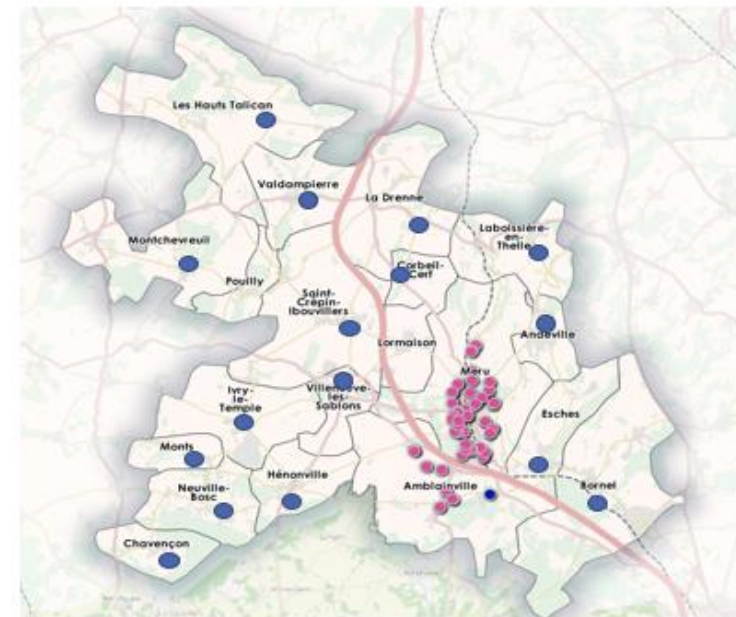 Les Hauts Talican
Valdampierre
La Drenne
Laboissière-
en-
Thelle
Montchevreuil
Corbeil-
Cerf
Pouilly
Saint-
Crépin-
Ibouvillers
Andeville
Lormaison
Méru
Ivry-
le-
Temple
Villeneuve-
les-
Sablons
Esches
Monts
Hénonville
Neuville-
Bosc
Amblainville
Bornel
Chavençon